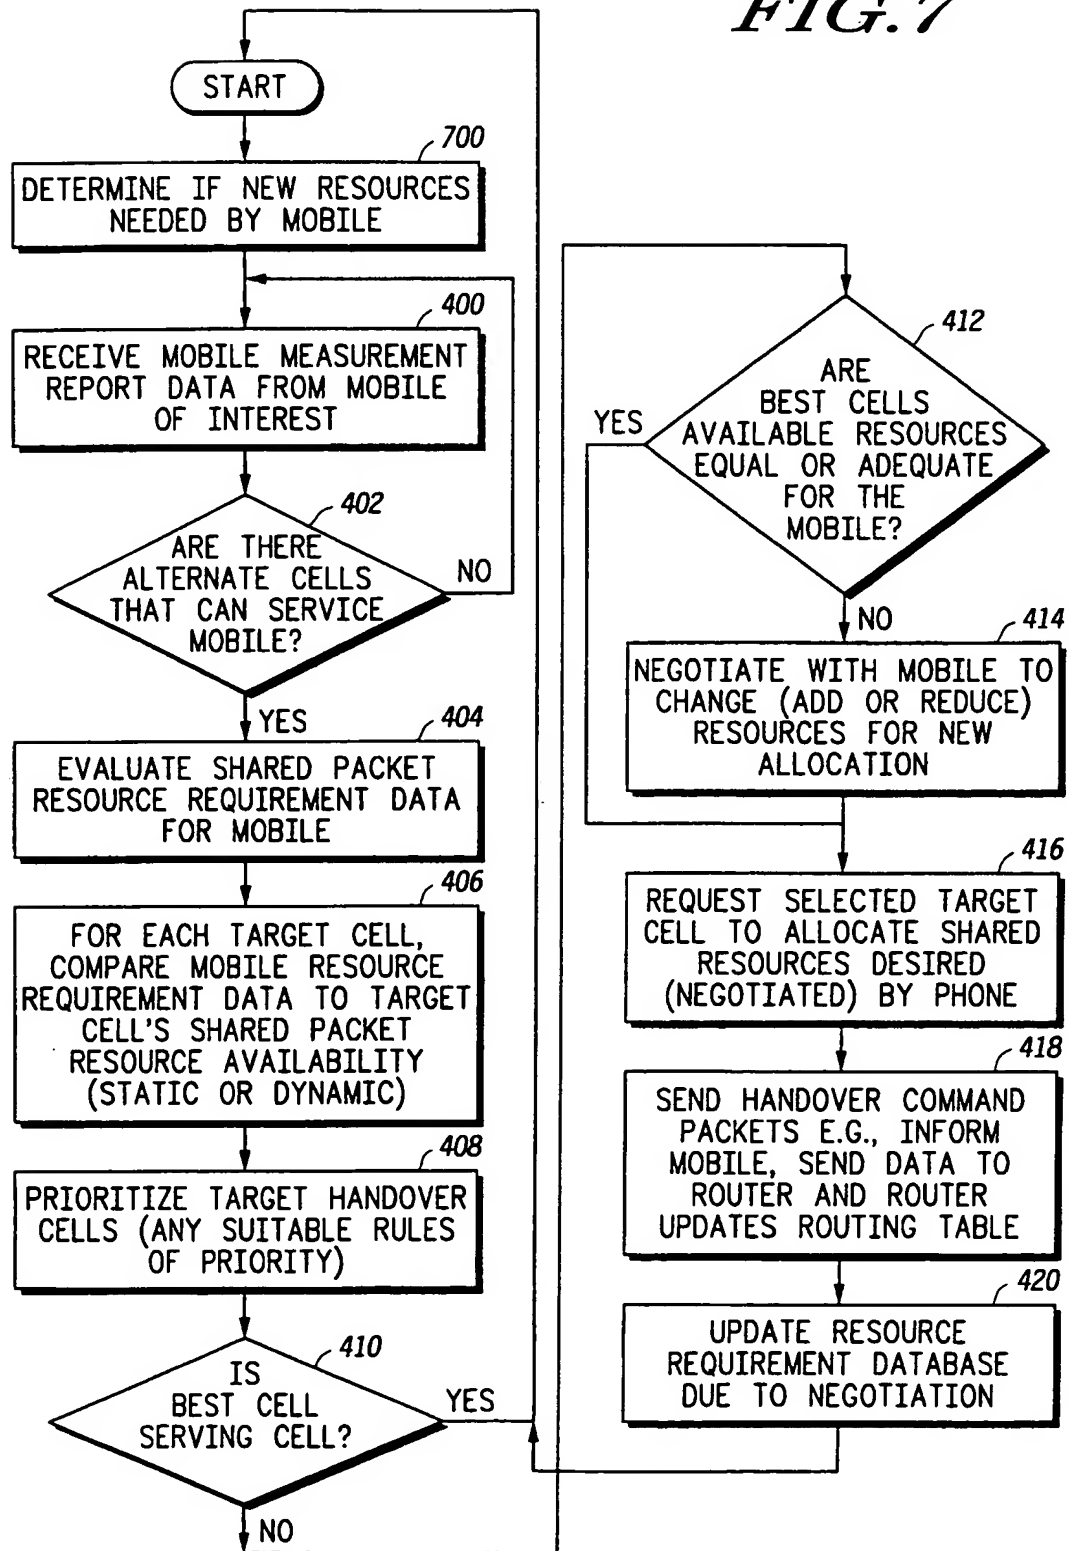 FIG.7
START
700
DETERMINE IF NEW RESOURCES
NEEDED BY MOBILE
400
RECEIVE MOBILE MEASUREMENT
REPORT DATA FROM MOBILE
OF INTEREST
402
ARE THERE
ALTERNATE CELLS
THAT CAN SERVICE
MOBILE?
NO
YES
404
EVALUATE SHARED PACKET
RESOURCE REQUIREMENT DATA
FOR MOBILE
406
FOR EACH TARGET CELL,
COMPARE MOBILE RESOURCE
REQUIREMENT DATA TO TARGET
CELL'S SHARED PACKET
RESOURCE AVAILABILITY
(STATIC OR DYNAMIC)
408
PRIORITIZE TARGET HANDOVER
CELLS (ANY SUITABLE RULES
OF PRIORITY)
410
IS
BEST CELL
SERVING CELL?
YES
NO
412
ARE
BEST CELLS
AVAILABLE RESOURCES
EQUAL OR ADEQUATE
FOR THE
MOBILE?
YES
NO
414
NEGOTIATE WITH MOBILE TO
CHANGE (ADD OR REDUCE)
RESOURCES FOR NEW
ALLOCATION
416
REQUEST SELECTED TARGET
CELL TO ALLOCATE SHARED
RESOURCES DESIRED
(NEGOTIATED) BY PHONE
418
SEND HANDOVER COMMAND
PACKETS E.G., INFORM
MOBILE, SEND DATA TO
ROUTER AND ROUTER
UPDATES ROUTING TABLE
420
UPDATE RESOURCE
REQUIREMENT DATABASE
DUE TO NEGOTIATION